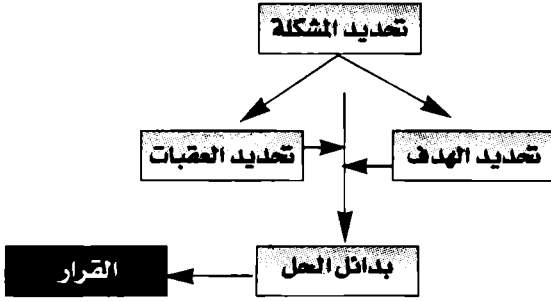 تحديد المشكلة
تحديد الهدف
تحديد العقبات
بدائل الحل
القرار